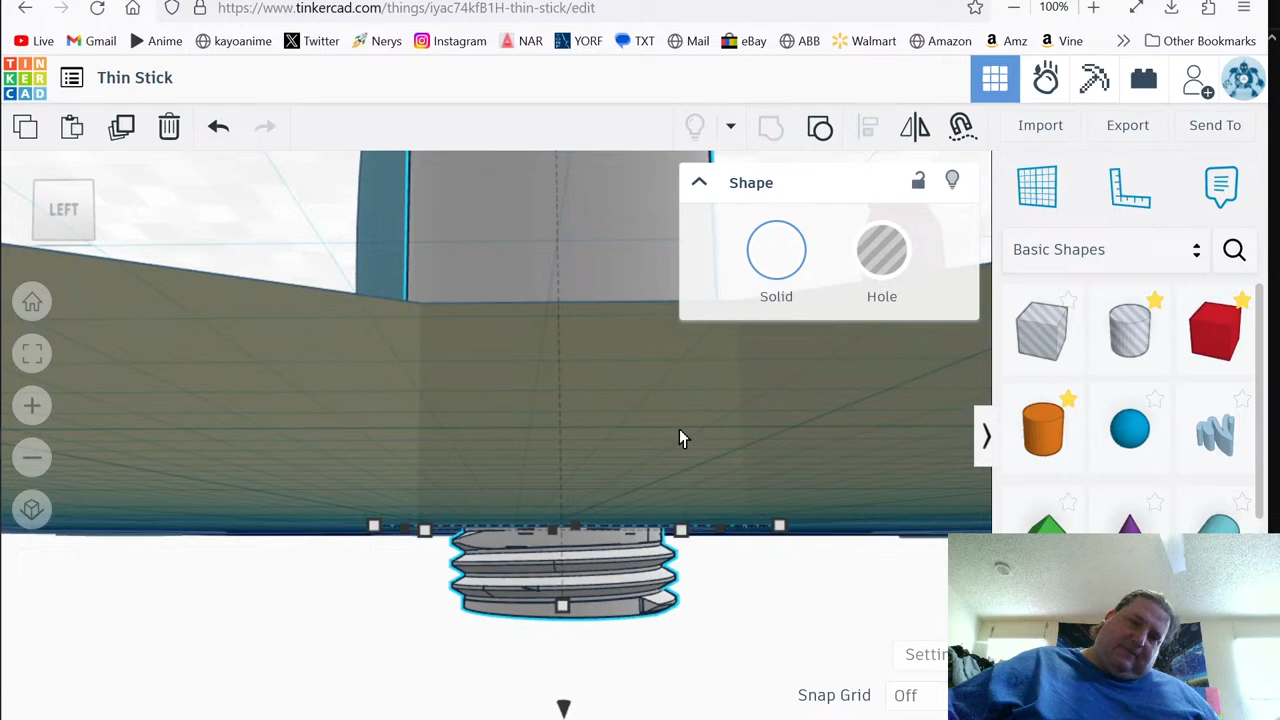 https://www.tinkercad.com/things/iyac74kfB1H-thin-stick/edit
100%
Live
Gmail
Anime
kayoanime
Twitter
Nerys
Instagram
NAR
YORF
TXT
Mail
eBay
ABB
Walmart
Amazon
Amz
Vine
Other Bookmarks
TIN
KER
CAD
Thin Stick
Import
Export
Send To
LEFT
Shape
Solid
Hole
Basic Shapes
Snap Grid
Off